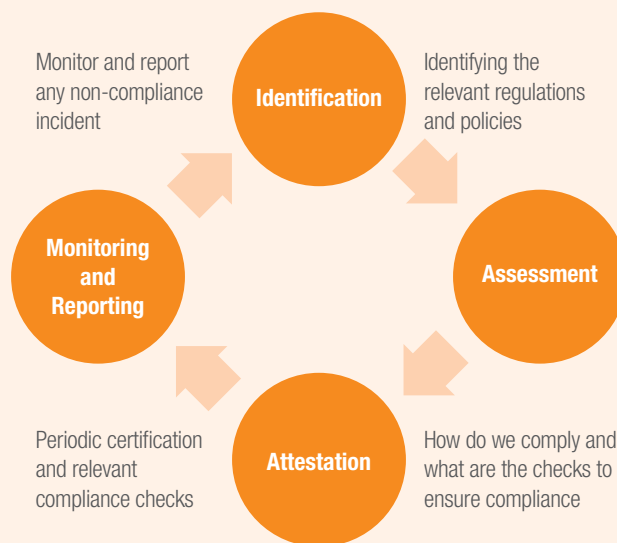 Monitor and report
any non-compliance
incident
Identification
Identifying the
relevant regulations
and policies
Monitoring
and
Reporting
Assessment
Periodic certification
and relevant
compliance checks
Attestation
How do we comply and
what are the checks to
ensure compliance